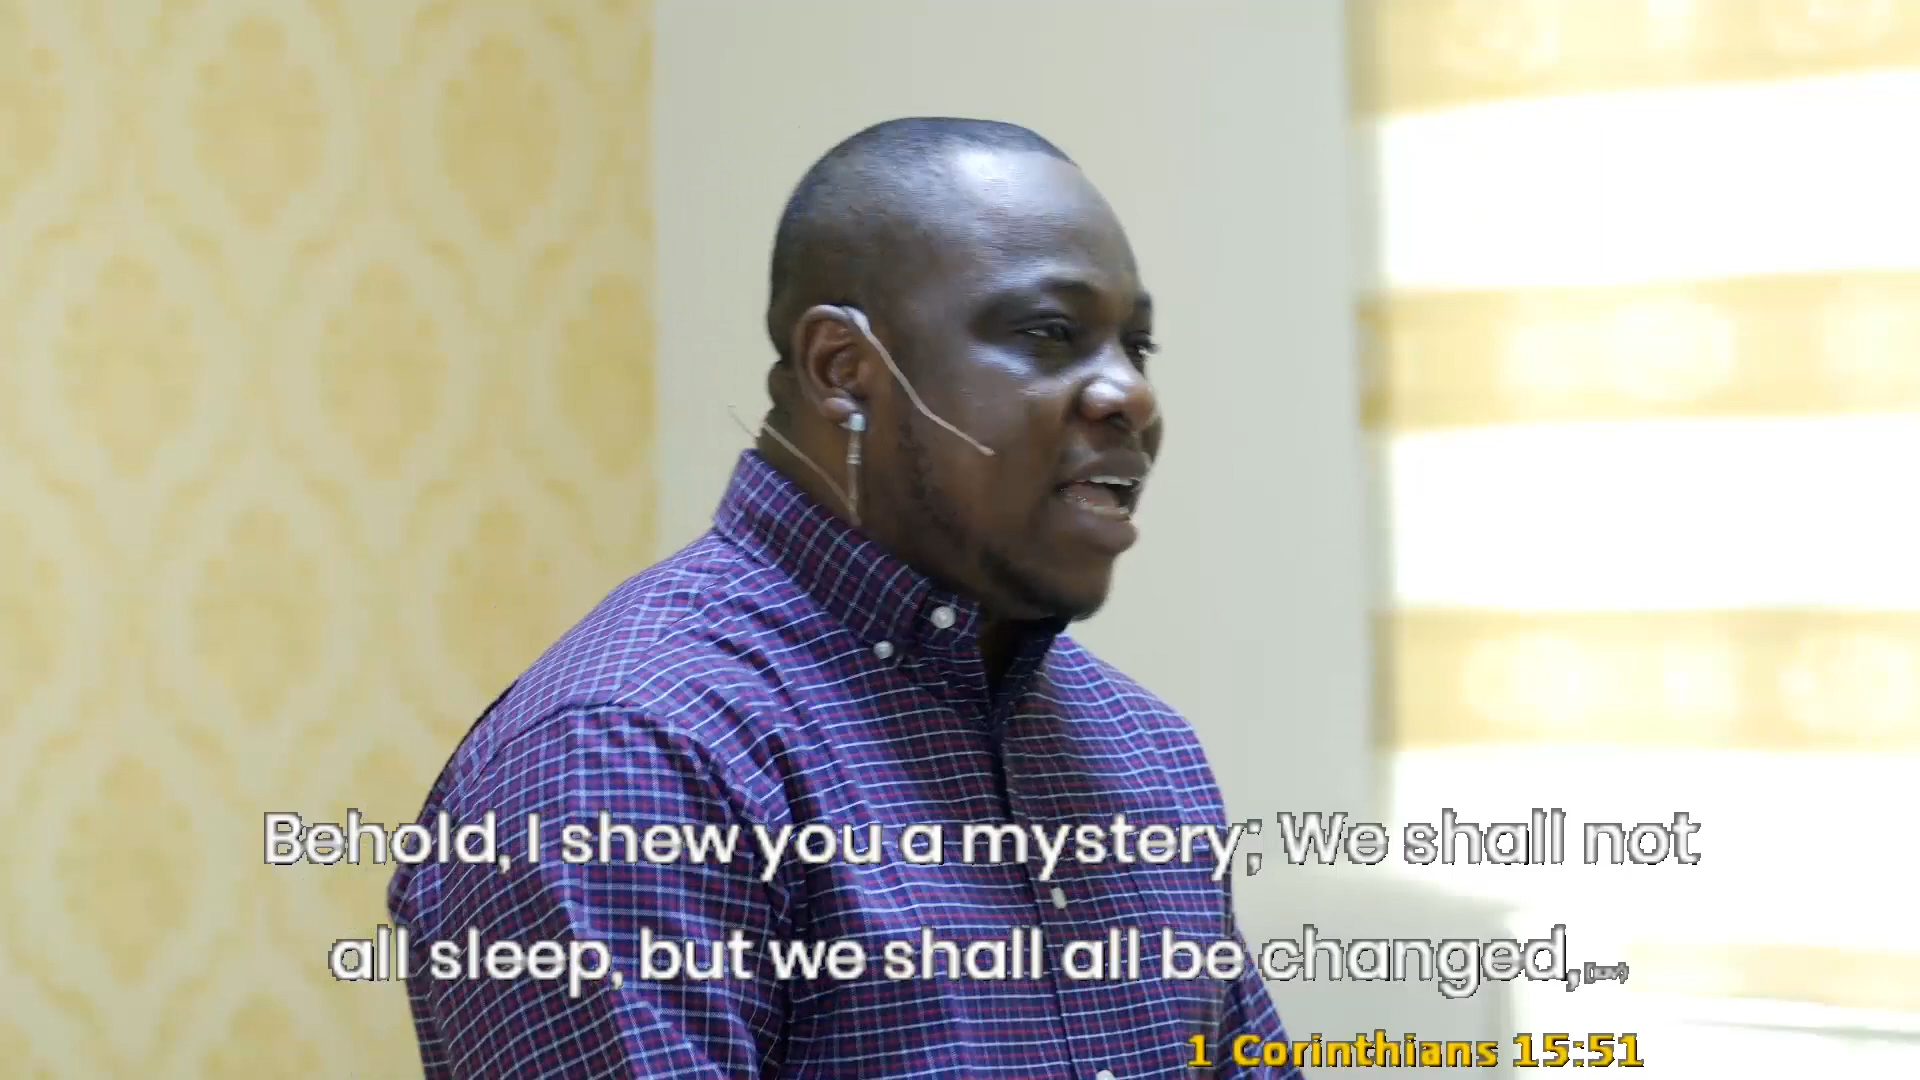 Behold, I shew you a mystery; We shall not
all sleep, but we shall all be changed,
1 Corinthians 15:51